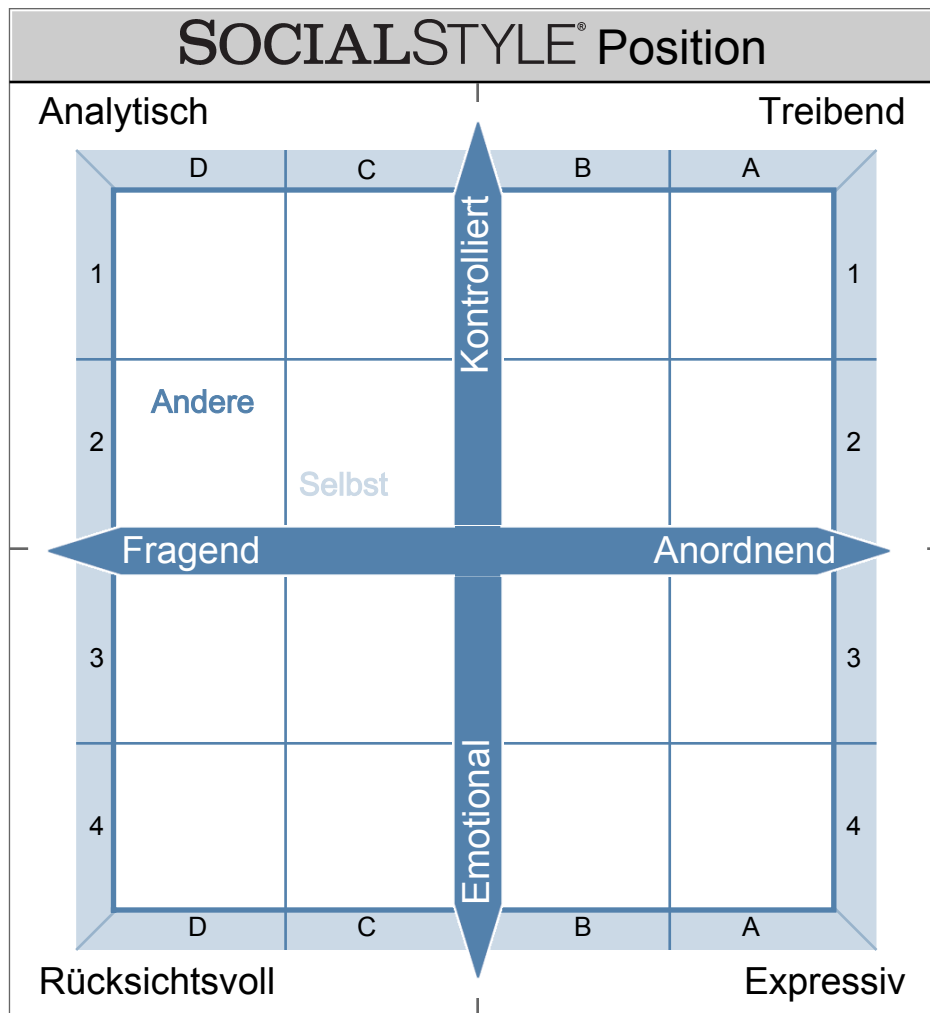 SOCIALSTYLE® Position
Analytisch Treibend
D C B A
Kontrolliert
1 1
Andere
2 2
Selbst
Fragend Anordnend
3 3
Emotional
4 4
D C B A
Rücksichtsvoll Expressiv